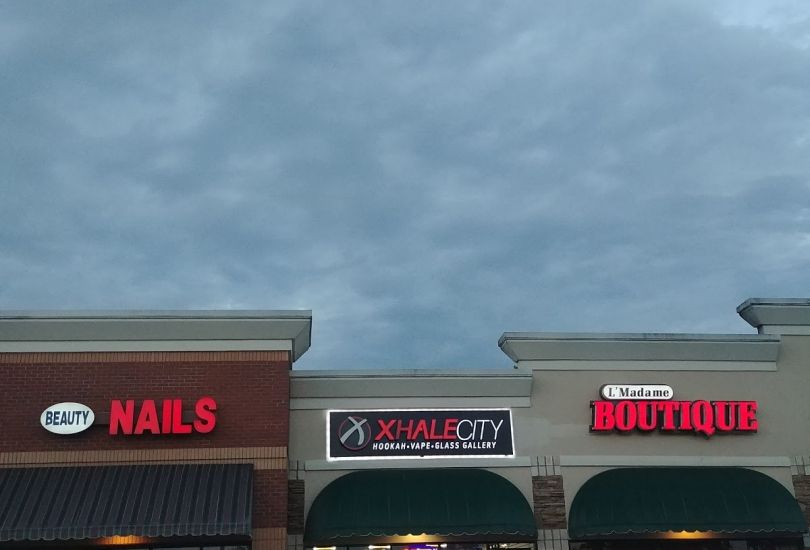 BEAUTY NAILS
XHALECITY
HOOKAH•VAPE•GLASS GALLERY
L'Madame
BOUTIQUE